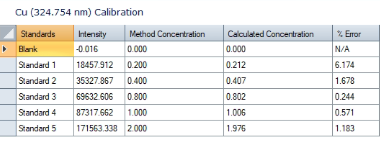 Cu (324.754 nm) Calibration
Standards Intensity Method Concentration Calculated Concentration % Error
Blank -0.016 0.000 0.000 N/A
Standard 1 18457.912 0.200 0.212 6.174
Standard 2 35327.867 0.400 0.407 1.678
Standard 3 69632.606 0.800 0.802 0.244
Standard 4 87317.662 1.000 1.006 0.571
Standard 5 171563.338 2.000 1.976 1.183